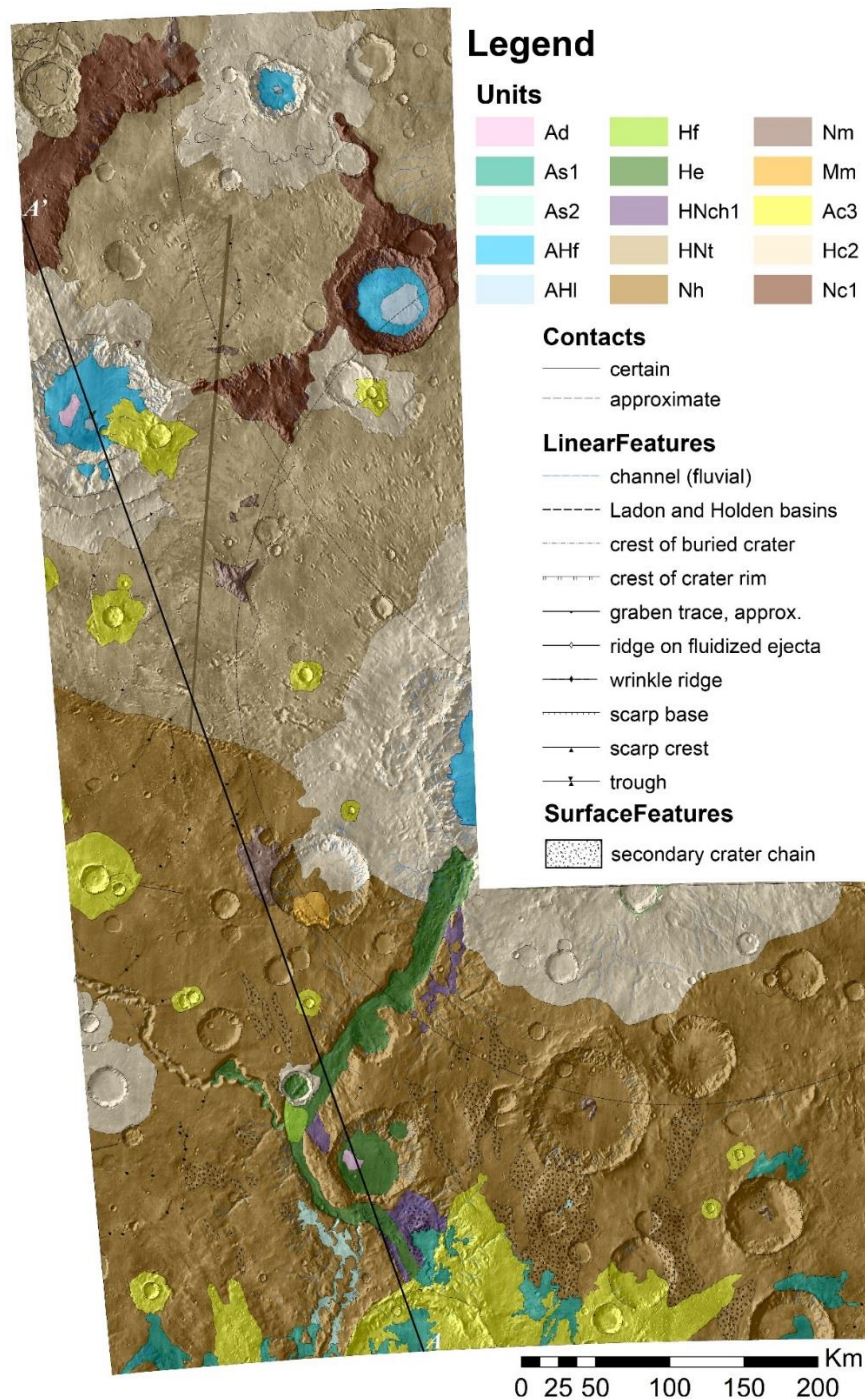 Legend
Units
Ad Hf Nm
As1 He Mm
As2 HNch1 Ac3
AHf HNt Hc2
AHl Nh Nc1
Contacts
certain
approximate
LinearFeatures
channel (fluvial)
Ladon and Holden basins
crest of buried crater
crest of crater rim
graben trace, approx.
ridge on fluidized ejecta
wrinkle ridge
scarp base
scarp crest
trough
SurfaceFeatures
secondary crater chain
A'
A
Km
0 25 50 100 150 200